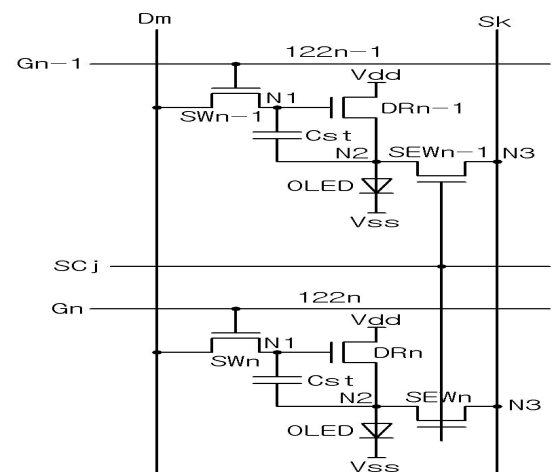 Dm Sk
Gn-1 122n-1
Vdd
N1 DRn-1
SWn-1
Cst
N2 SEWn-1 N3
OLED
Vss
SCj
Gn 122n
Vdd
N1 DRn
SWn
Cst
N2 SEWn N3
OLED
Vss